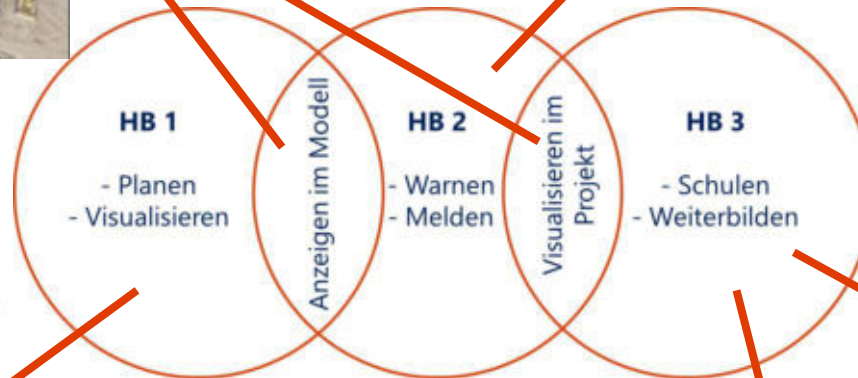 HB 1
- Planen
- Visualisieren
Anzeigen im Modell
HB 2
- Warnen
- Melden
Visualisieren im
Projekt
HB 3
- Schulen
- Weiterbilden